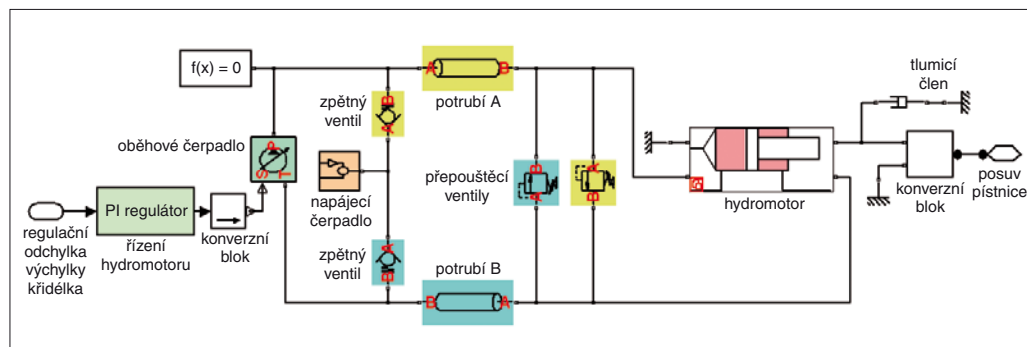 f(x) = 0
A
B
potrubí A
zpětný
ventil
B
A
oběhové čerpadlo
P
S
T
napájecí
čerpadlo
přepouštěcí
ventily
B
A
A
B
tlumicí
člen
hydromotor
konverzní
blok
posuv
pístnice
PI regulátor
regulační
odchylka
výchylky
křidélka
řízení
hydromotoru
konverzní
blok
zpětný
ventil
A
B
potrubí B
B
A